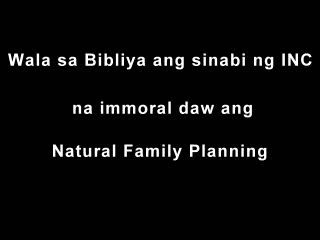 Wala sa Bibliya ang sinabi ng INC
na immoral daw ang
Natural Family Planning